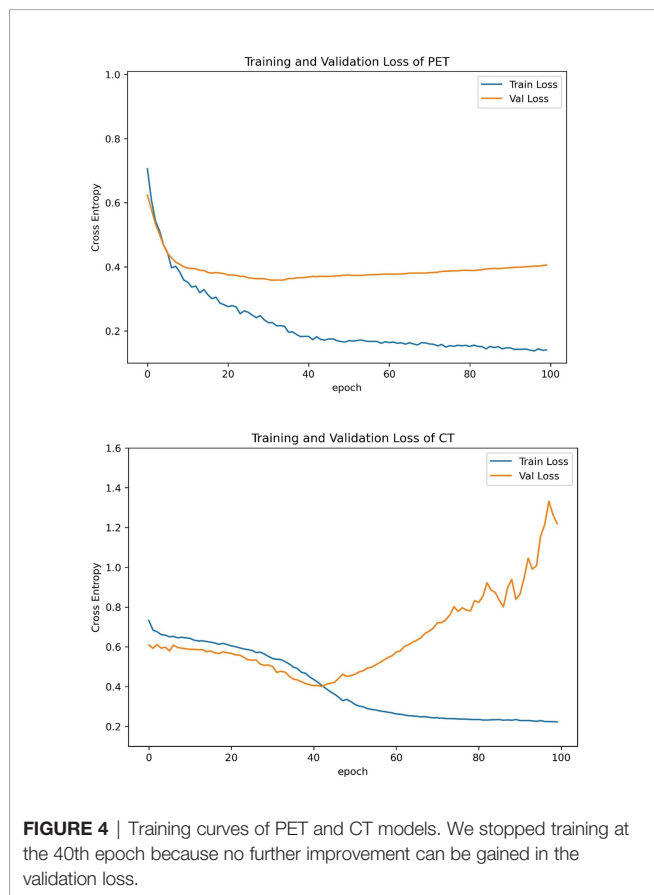 Training and Validation Loss of PET
1.0
0.8
0.6
0.4
0.2
Cross Entropy
Train Loss
Val Loss
0
20
40
60
80
100
epoch
Training and Validation Loss of CT
1.6
1.4
1.2
1.0
0.8
0.6
0.4
0.2
Cross Entropy
Train Loss
Val Loss
0
20
40
60
80
100
epoch
FIGURE 4 | Training curves of PET and CT models. We stopped training at
the 40th epoch because no further improvement can be gained in the
validation loss.